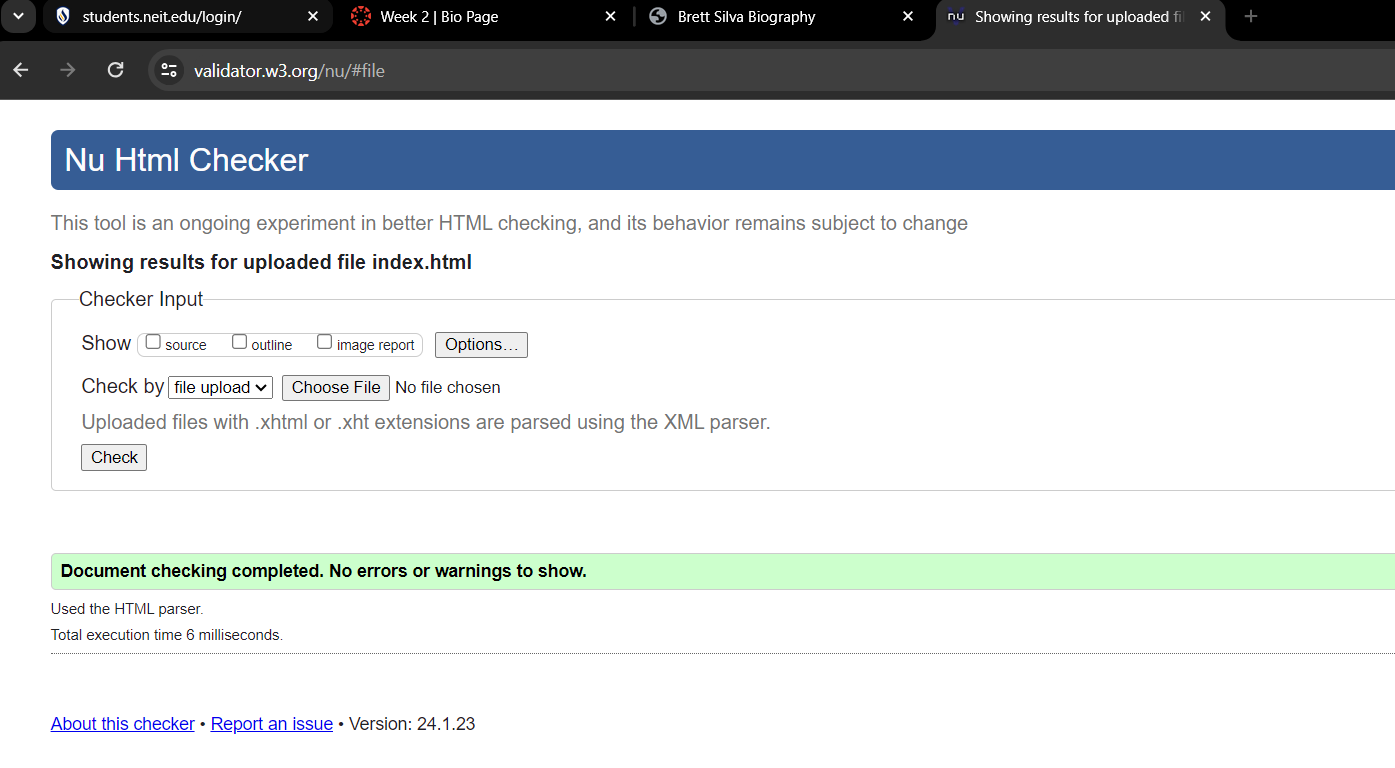 students.neit.edu/login/
Week 2 | Bio Page
Brett Silva Biography
nu Showing results for uploaded fil
validator.w3.org/nu/#file
Nu Html Checker
This tool is an ongoing experiment in better HTML checking, and its behavior remains subject to change
Showing results for uploaded file index.html
Checker Input
Show source outline image report Options...
Check by file upload Choose File No file chosen
Uploaded files with .xhtml or .xht extensions are parsed using the XML parser.
Check
Document checking completed. No errors or warnings to show.
Used the HTML parser.
Total execution time 6 milliseconds.
About this checker • Report an issue • Version: 24.1.23